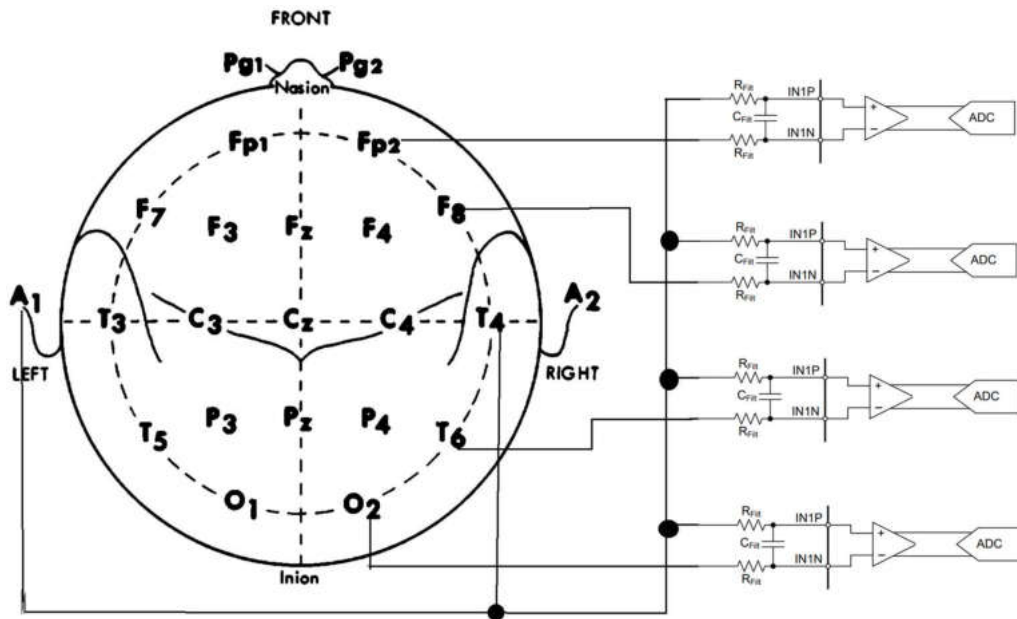 FRONT
Pg1 Pg2
Nasion
Fp1 Fp2
F7 F3 Fz F4 F8
A1 T3 C3 Cz C4 T4 A2
LEFT RIGHT
T5 P3 Pz P4 T6
O1 O2
Inion
RFilt IN1P
CFilt ADC
RFilt IN1N
RFilt IN1P
CFilt ADC
RFilt IN1N
RFilt IN1P
CFilt ADC
RFilt IN1N
RFilt IN1P
CFilt ADC
RFilt IN1N